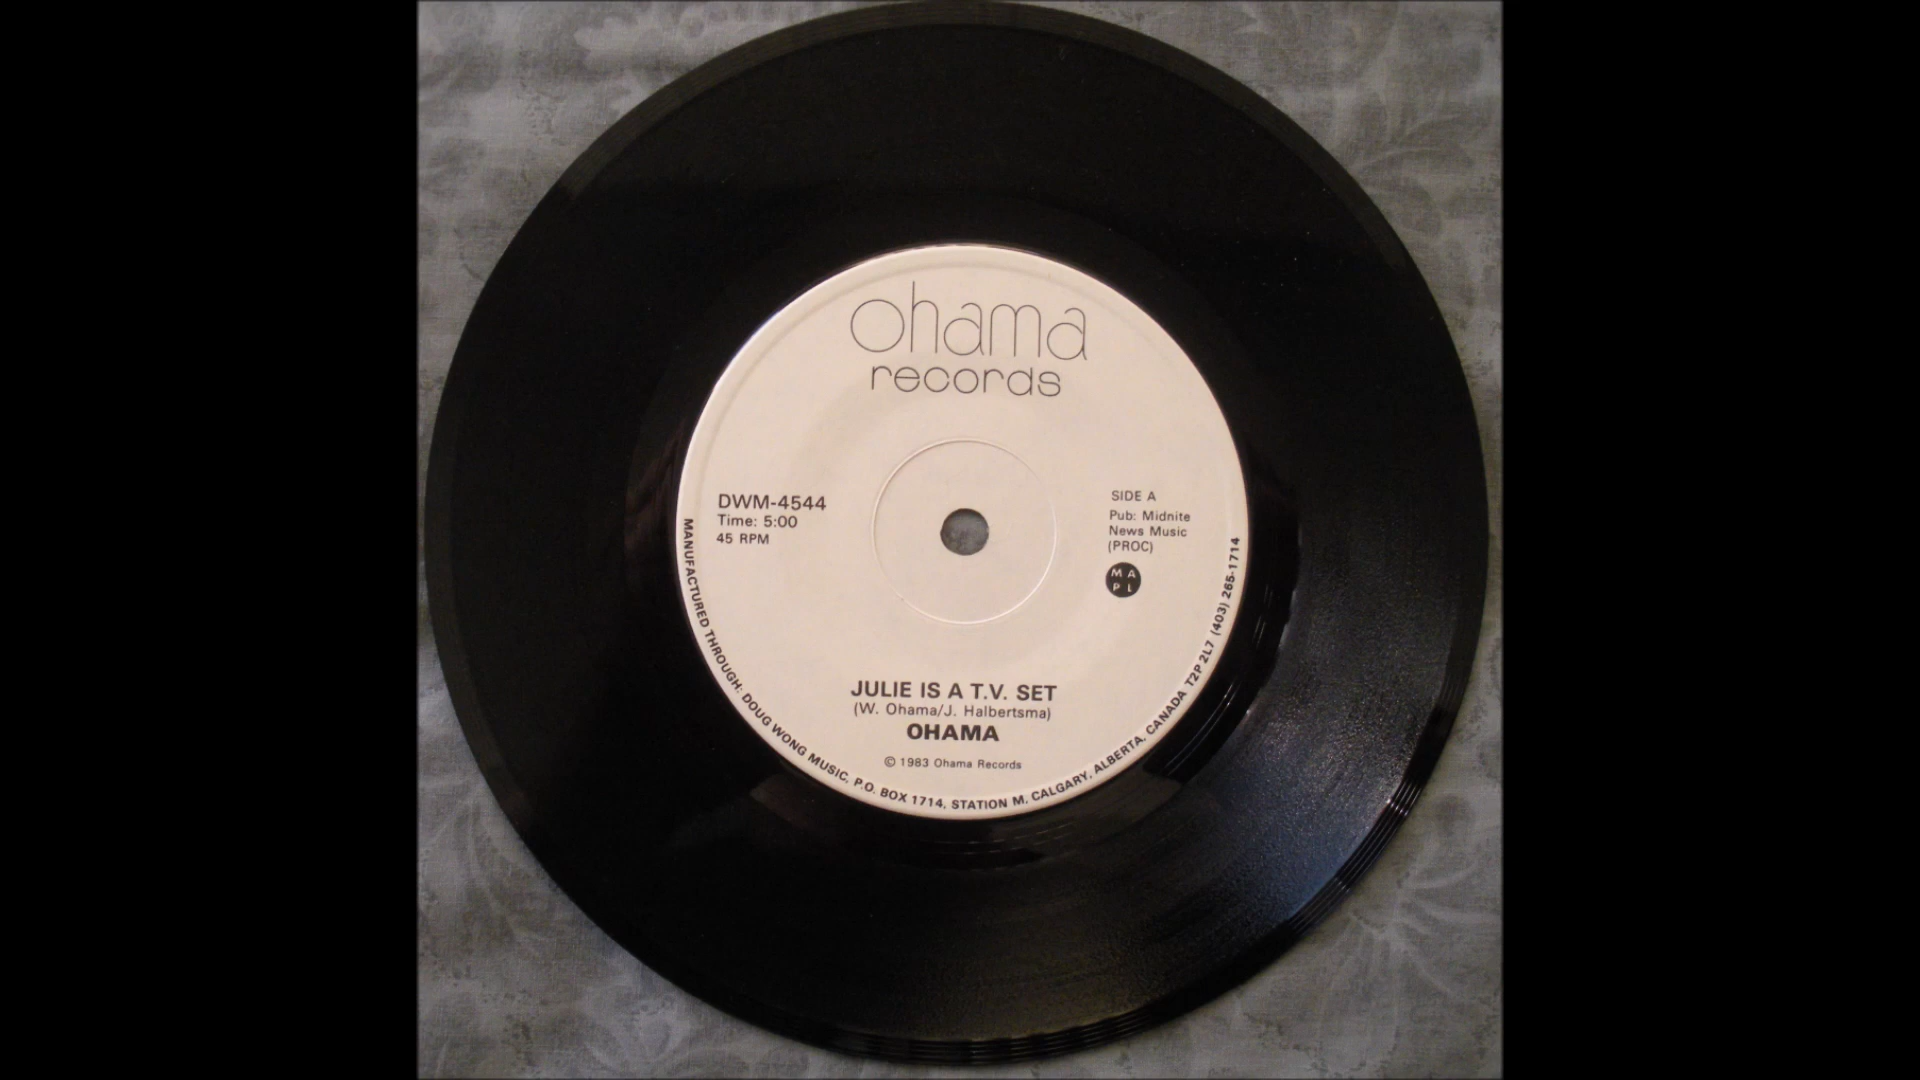 ohama
records
DWM-4544
Time: 5:00
45 RPM
SIDE A
Pub: Midnite
News Music
(PROC)
M A
P L
JULIE IS A T.V. SET
(W. Ohama/J. Halbertsma)
OHAMA
© 1983 Ohama Records
MANUFACTURED THROUGH: DOUG WONG MUSIC, P.O. BOX 1714, STATION M, CALGARY, ALBERTA, CANADA T2P 2L7 (403) 265-1714